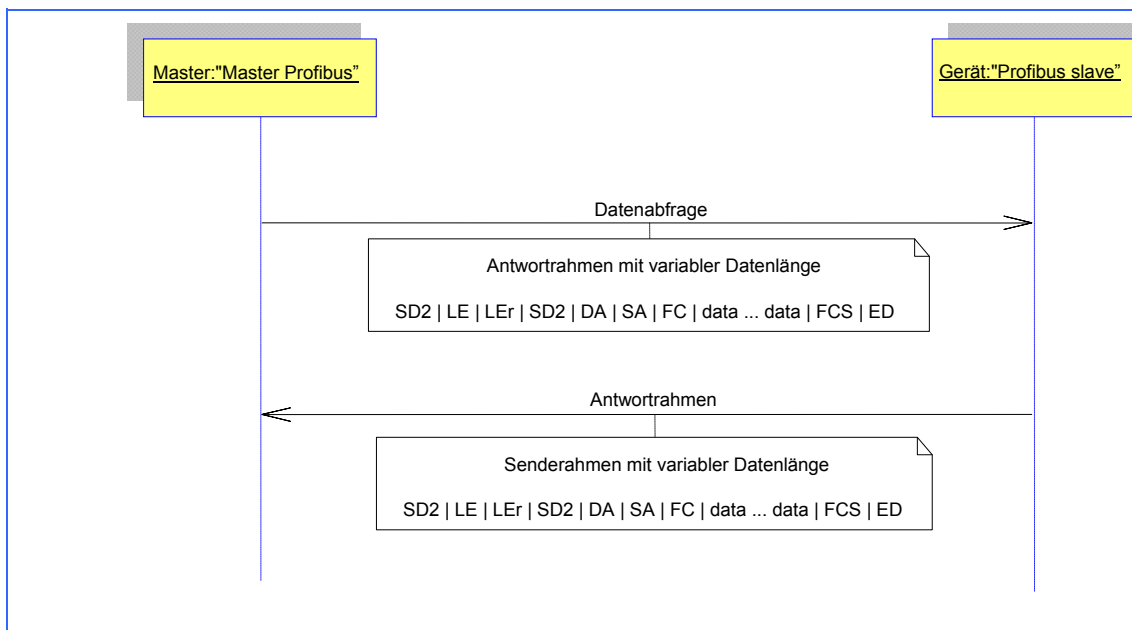 Master:"Master Profibus”
Gerät:"Profibus slave”
Datenabfrage
Antwortrahmen mit variabler Datenlänge
SD2 | LE | LEr | SD2 | DA | SA | FC | data ... data | FCS | ED
Antwortrahmen
Senderahmen mit variabler Datenlänge
SD2 | LE | LEr | SD2 | DA | SA | FC | data ... data | FCS | ED